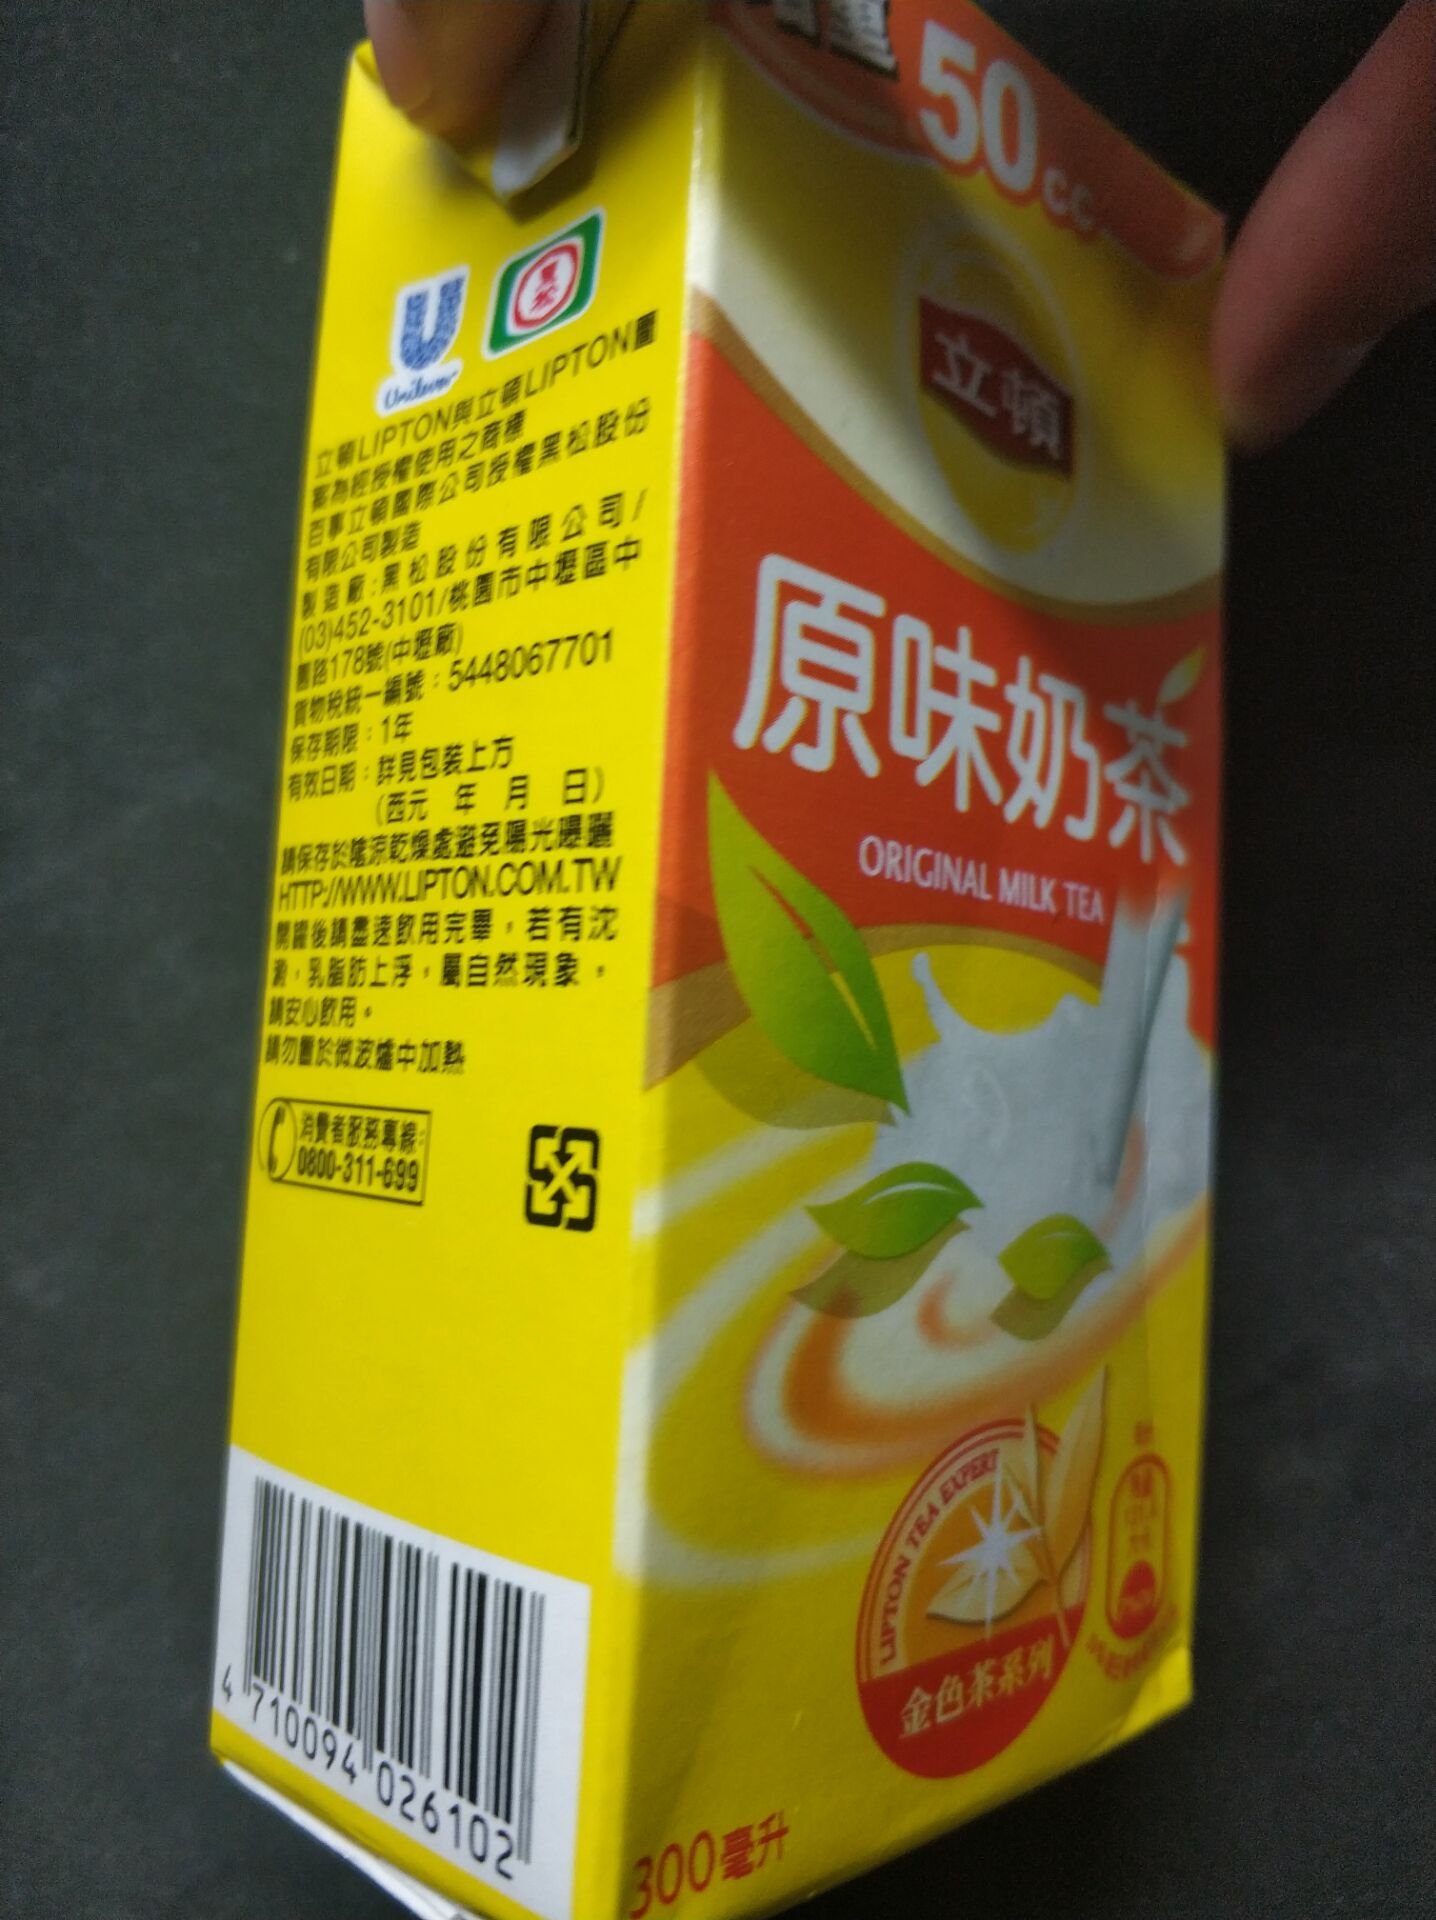 50cc
立頓
原味奶茶
ORIGINAL MILK TEA
LIPTON TEA EXPERT
金色茶系列
300毫升
Unilever
黑松
立頓LIPTON與立頓LIPTON圖
案為經授權使用之商標
百事立頓國際公司授權黑松股份
有限公司製造
製造廠:黑松股份有限公司/
(03)452-3101/桃園市中壢區中
園路178號(中壢廠)
貨物稅統一編號：5448067701
保存期限：1年
有效日期：詳見包裝上方
(西元 年 月 日)
請保存於陰涼乾燥處避免陽光曝曬
HTTP://WWW.LIPTON.COM.TW
開罐後請盡速飲用完畢，若有沈
澱，乳脂肪上浮，屬自然現象。
請安心飲用。
請勿置於微波爐中加熱
消費者服務專線:
0800-311-699
4 710094 026102